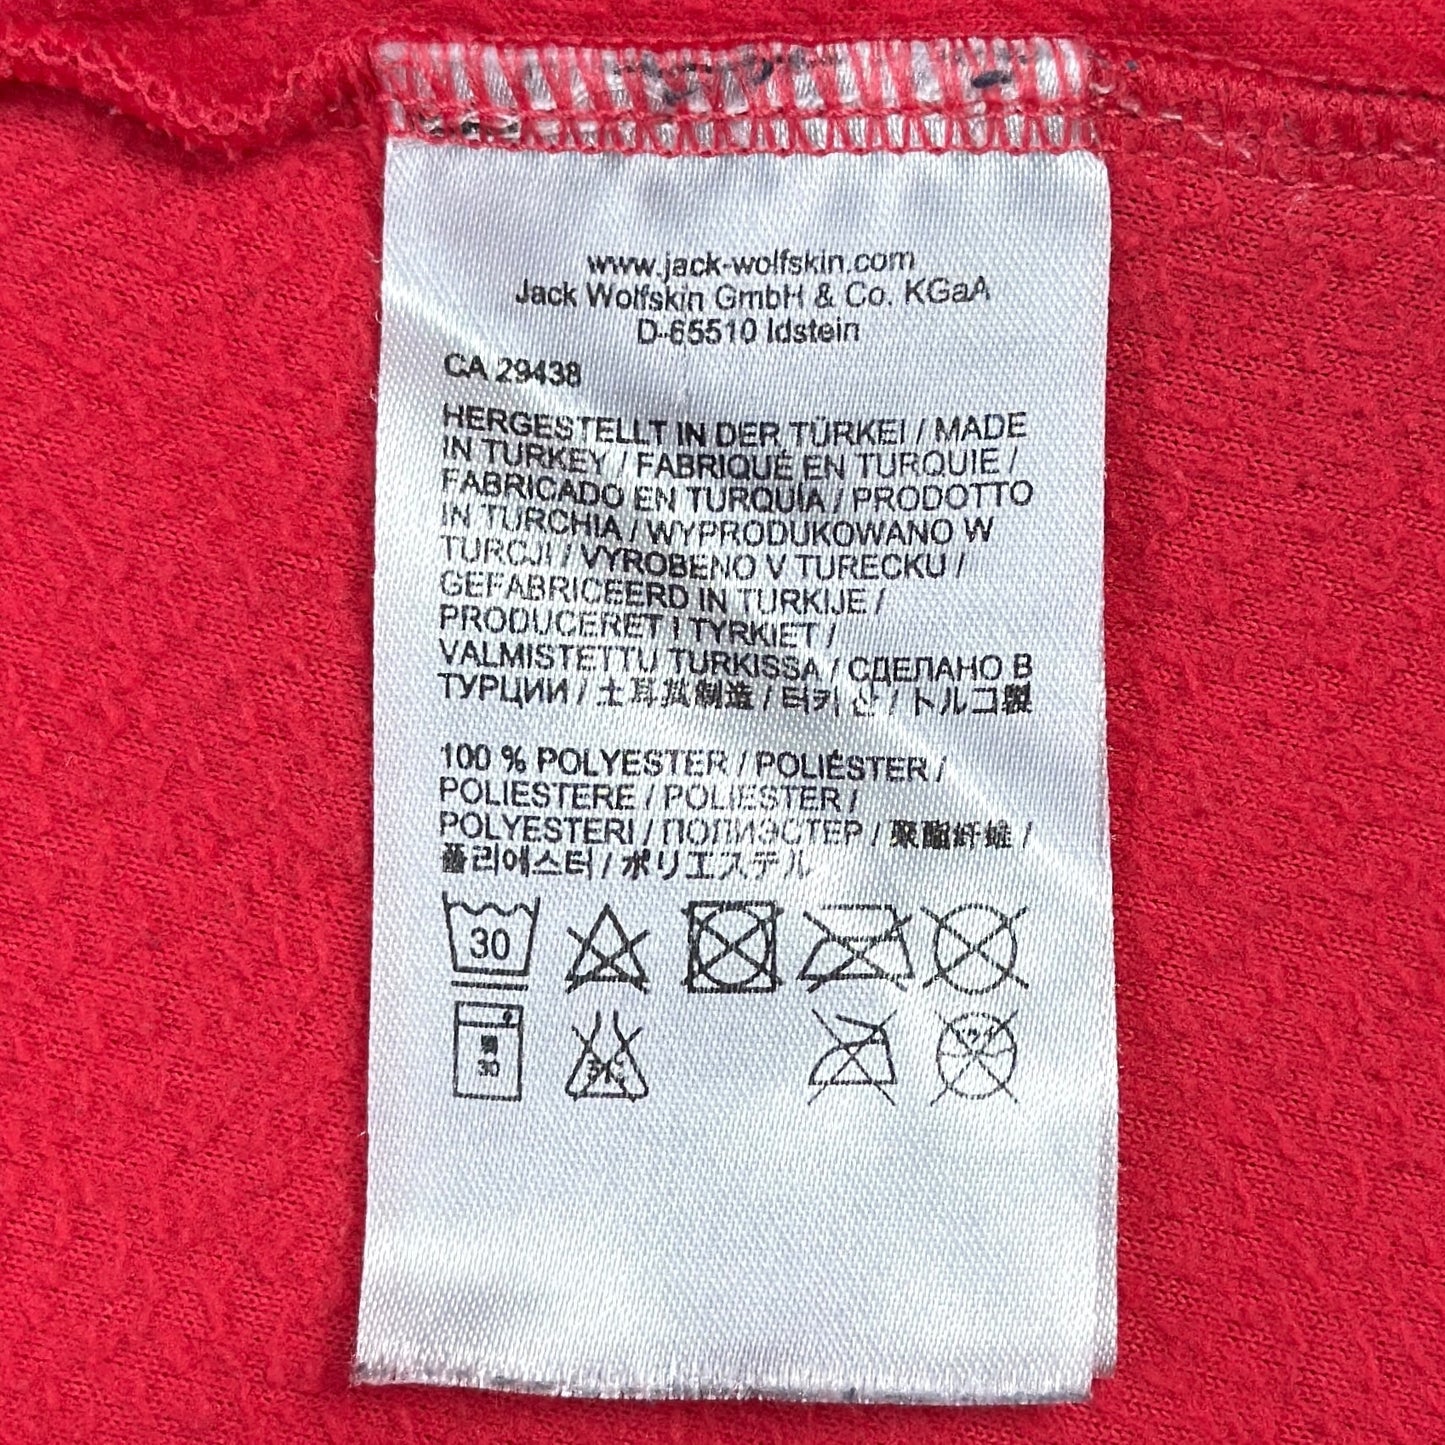 www.jack-wolfskin.com
Jack Wolfskin GmbH & Co. KGaA
D-65510 Idstein
CA 29438
HERGESTELLT IN DER TÜRKEI / MADE
IN TURKEY / FABRIQUÉ EN TURQUIE /
FABRICADO EN TURQUÍA / PRODOTTO
IN TURCHIA / WYPRODUKOWANO W
TURCJI / VYROBENO V TURECKU /
GEFABRICEERD IN TURKIJE /
PRODUCERET I TYRKIET /
VALMISTETTU TURKISSA / СДЕЛАНО В
ТУРЦИИ / 土耳其制造 / 터키 산 / トルコ製
100 % POLYESTER / POLIÉSTER /
POLIESTERE / POLIESTER /
POLYESTERI / ПОЛИЭСТЕР / 聚酯纤维 /
폴리에스터 / ポリエステル
30
30